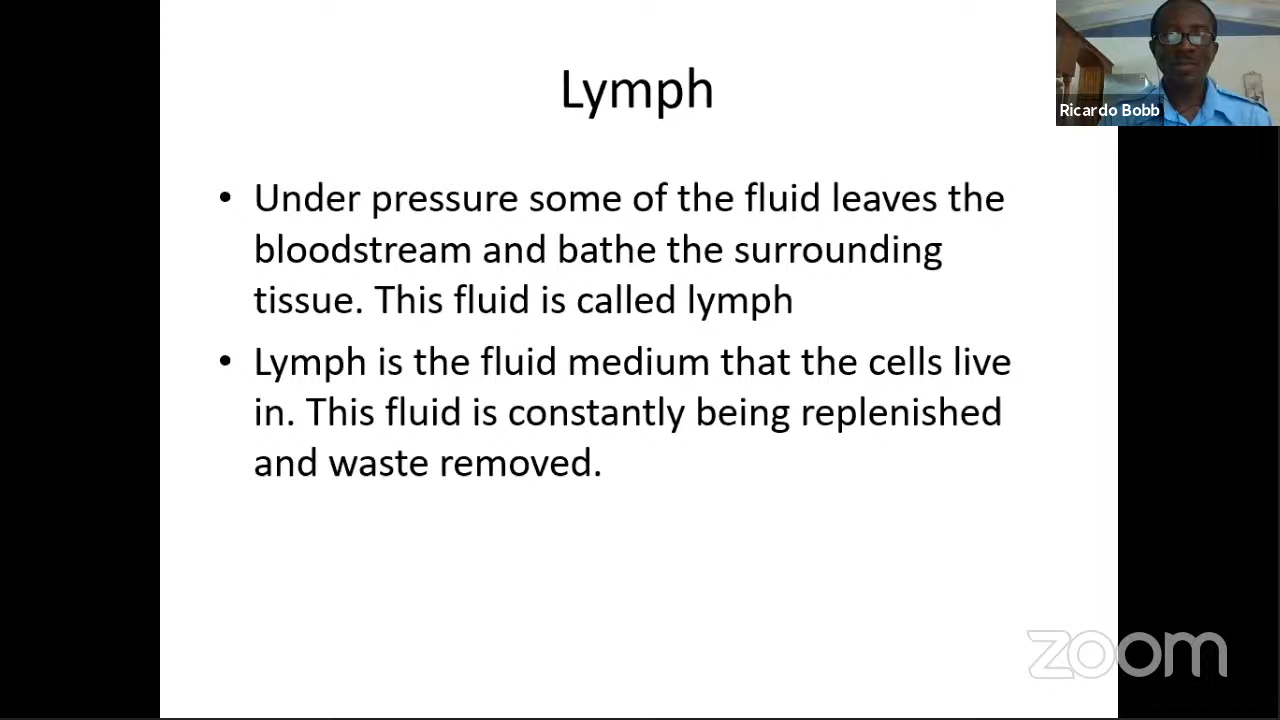 Lymph
Ricardo Bobb
• Under pressure some of the fluid leaves the
bloodstream and bathe the surrounding
tissue. This fluid is called lymph
• Lymph is the fluid medium that the cells live
in. This fluid is constantly being replenished
and waste removed.
zoom